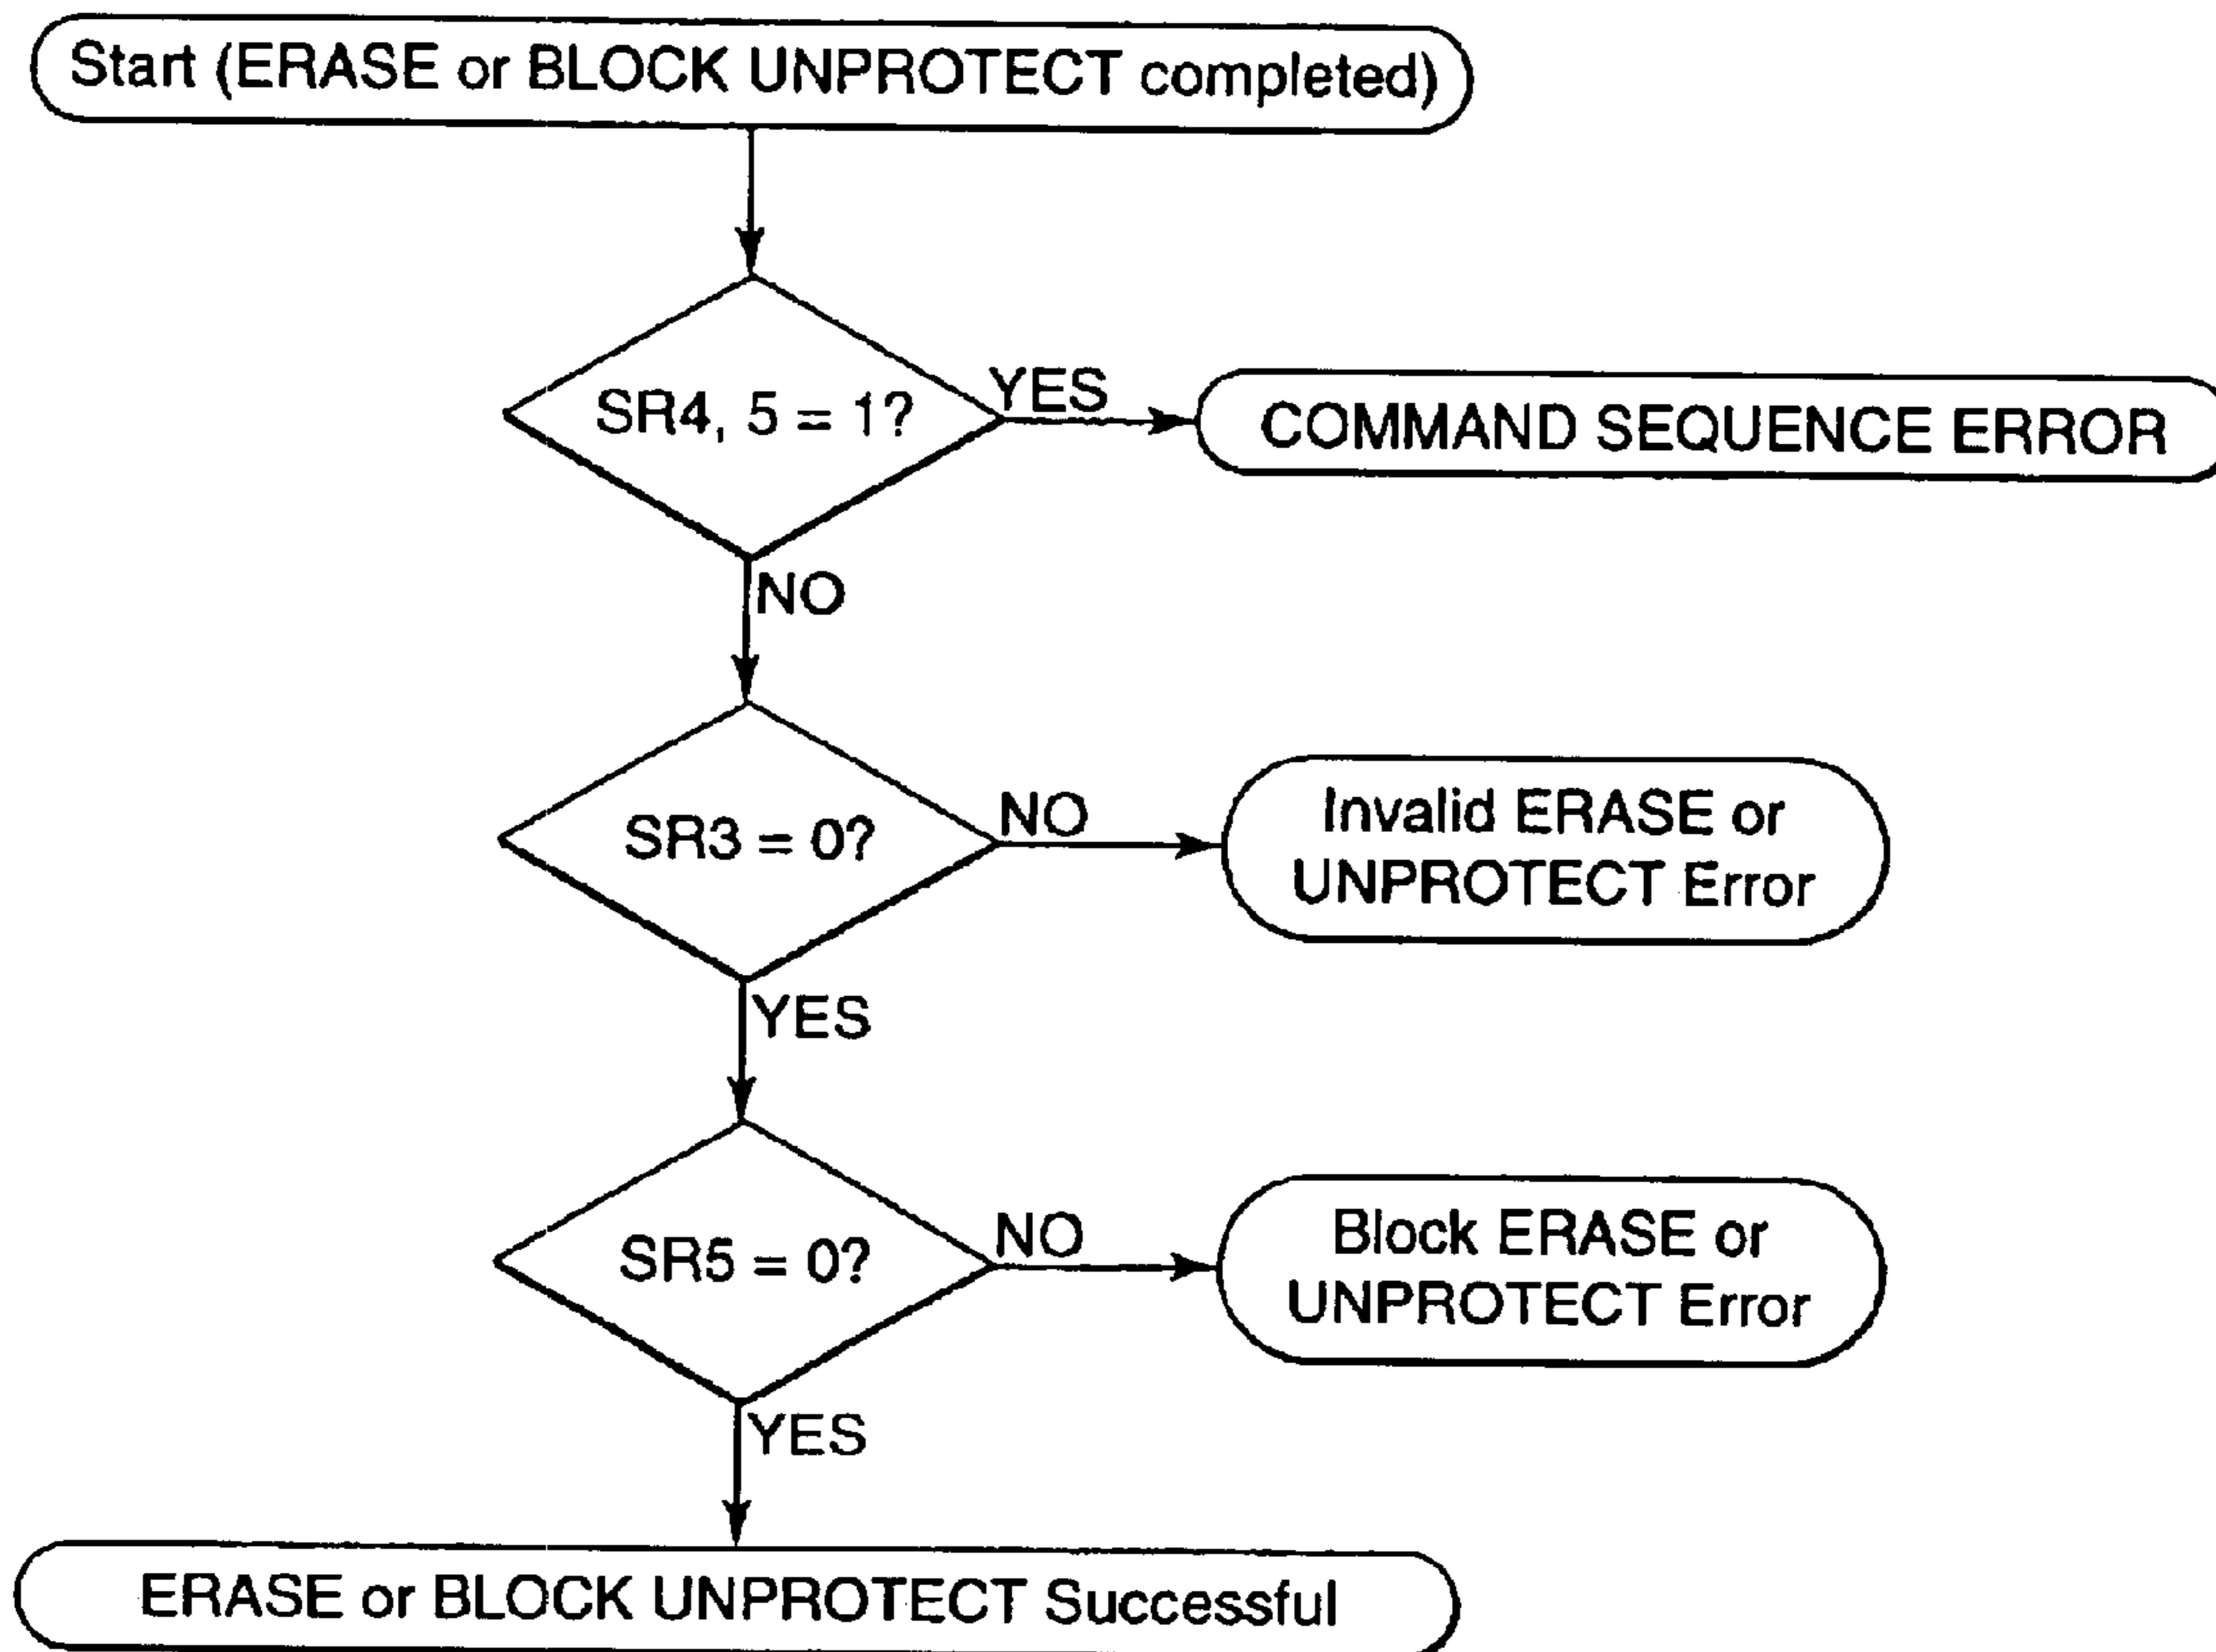 Start (ERASE or BLOCK UNPROTECT completed)
SR4, 5 = 1?
YES
COMMAND SEQUENCE ERROR
NO
SR3 = 0?
NO
Invalid ERASE or
UNPROTECT Error
YES
SR5 = 0?
NO
Block ERASE or
UNPROTECT Error
YES
ERASE or BLOCK UNPROTECT Successful